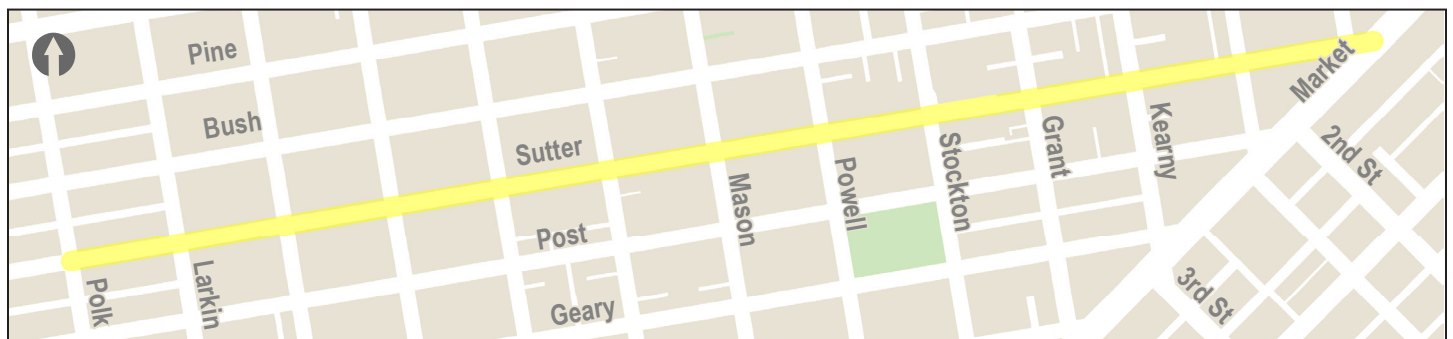 Pine
Bush
Sutter
Post
Geary
Polk
Larkin
Mason
Powell
Stockton
Grant
Kearny
Market
2nd St
3rd St